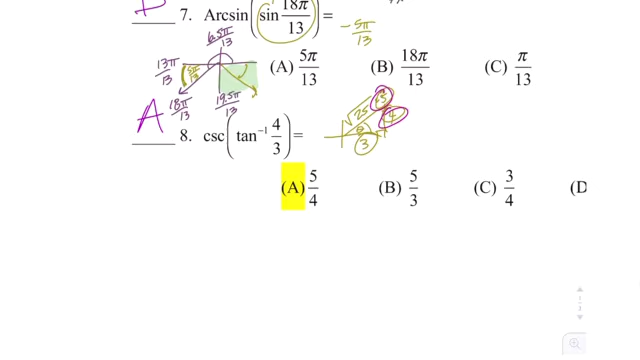 7. Arcsin(sin 18π/13) = -5π/13
6.5π/13
13π/13 5π/13
18π/13 19.5π/13
(A) 5π/13 (B) 18π/13 (C) π/13
A
8. csc(tan⁻¹ 4/3) = √25 5 4 θ 3
(A) 5/4 (B) 5/3 (C) 3/4 (D